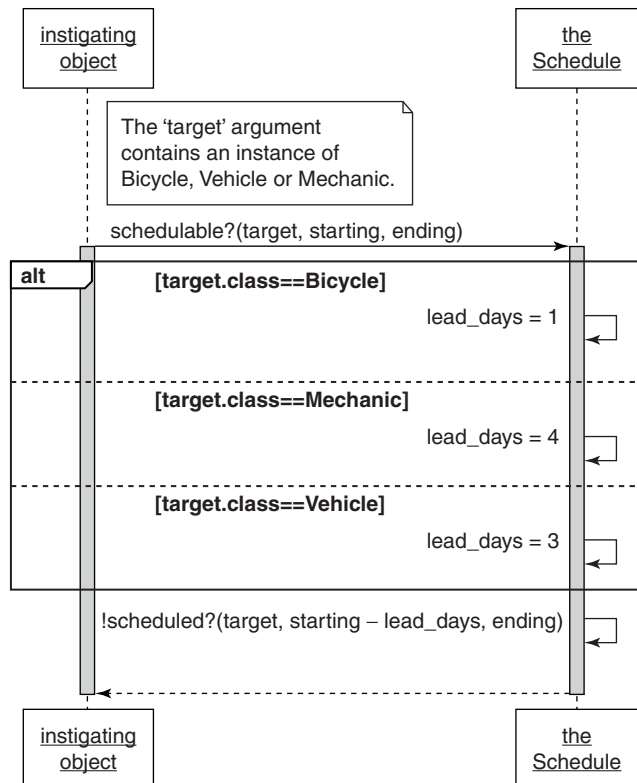 instigating
object
the
Schedule
The ‘target’ argument
contains an instance of
Bicycle, Vehicle or Mechanic.
schedulable?(target, starting, ending)
alt
[target.class==Bicycle]
lead_days = 1
[target.class==Mechanic]
lead_days = 4
[target.class==Vehicle]
lead_days = 3
!scheduled?(target, starting – lead_days, ending)
instigating
object
the
Schedule